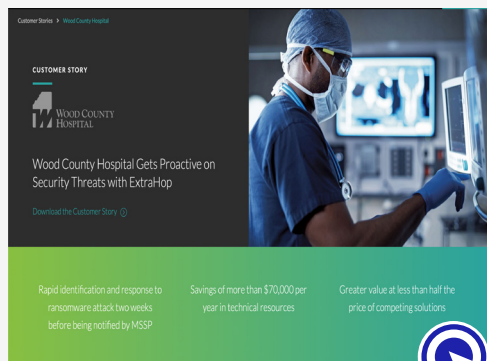 Customer Stories > Wood County Hospital
CUSTOMER STORY
WOOD COUNTY
HOSPITAL
Wood County Hospital Gets Proactive on
Security Threats with ExtraHop
Download the Customer Story
Rapid identification and response to
ransomware attack two weeks
before being notified by MSSP
Savings of more than $70,000 per
year in technical resources
Greater value at less than half the
price of competing solutions